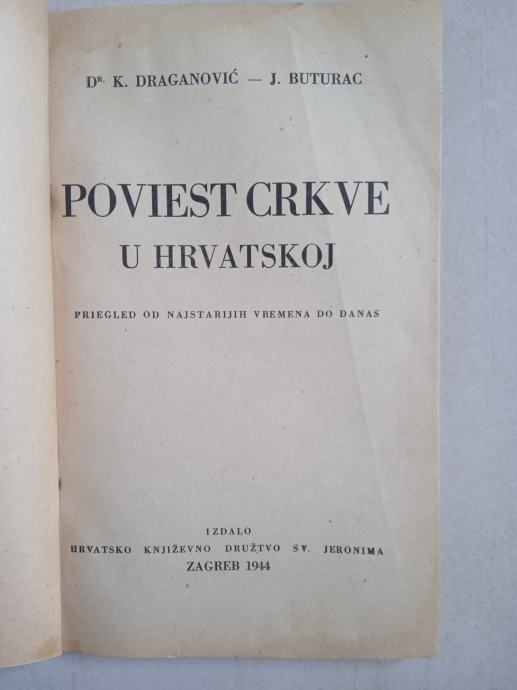 DR. K. DRAGANOVIĆ — J. BUTURAC
POVIEST CRKVE
U HRVATSKOJ
PRIEGLED OD NAJSTARIJIH VREMENA DO DANAS
IZDALO
HRVATSKO KNJIŽEVNO DRUŽTVO SV. JERONIMA
ZAGREB 1944